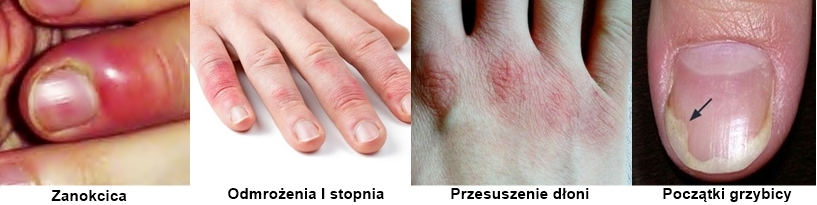 Zanokcica
Odmrożenia I stopnia
Przesuszenie dłoni
Początki grzybicy